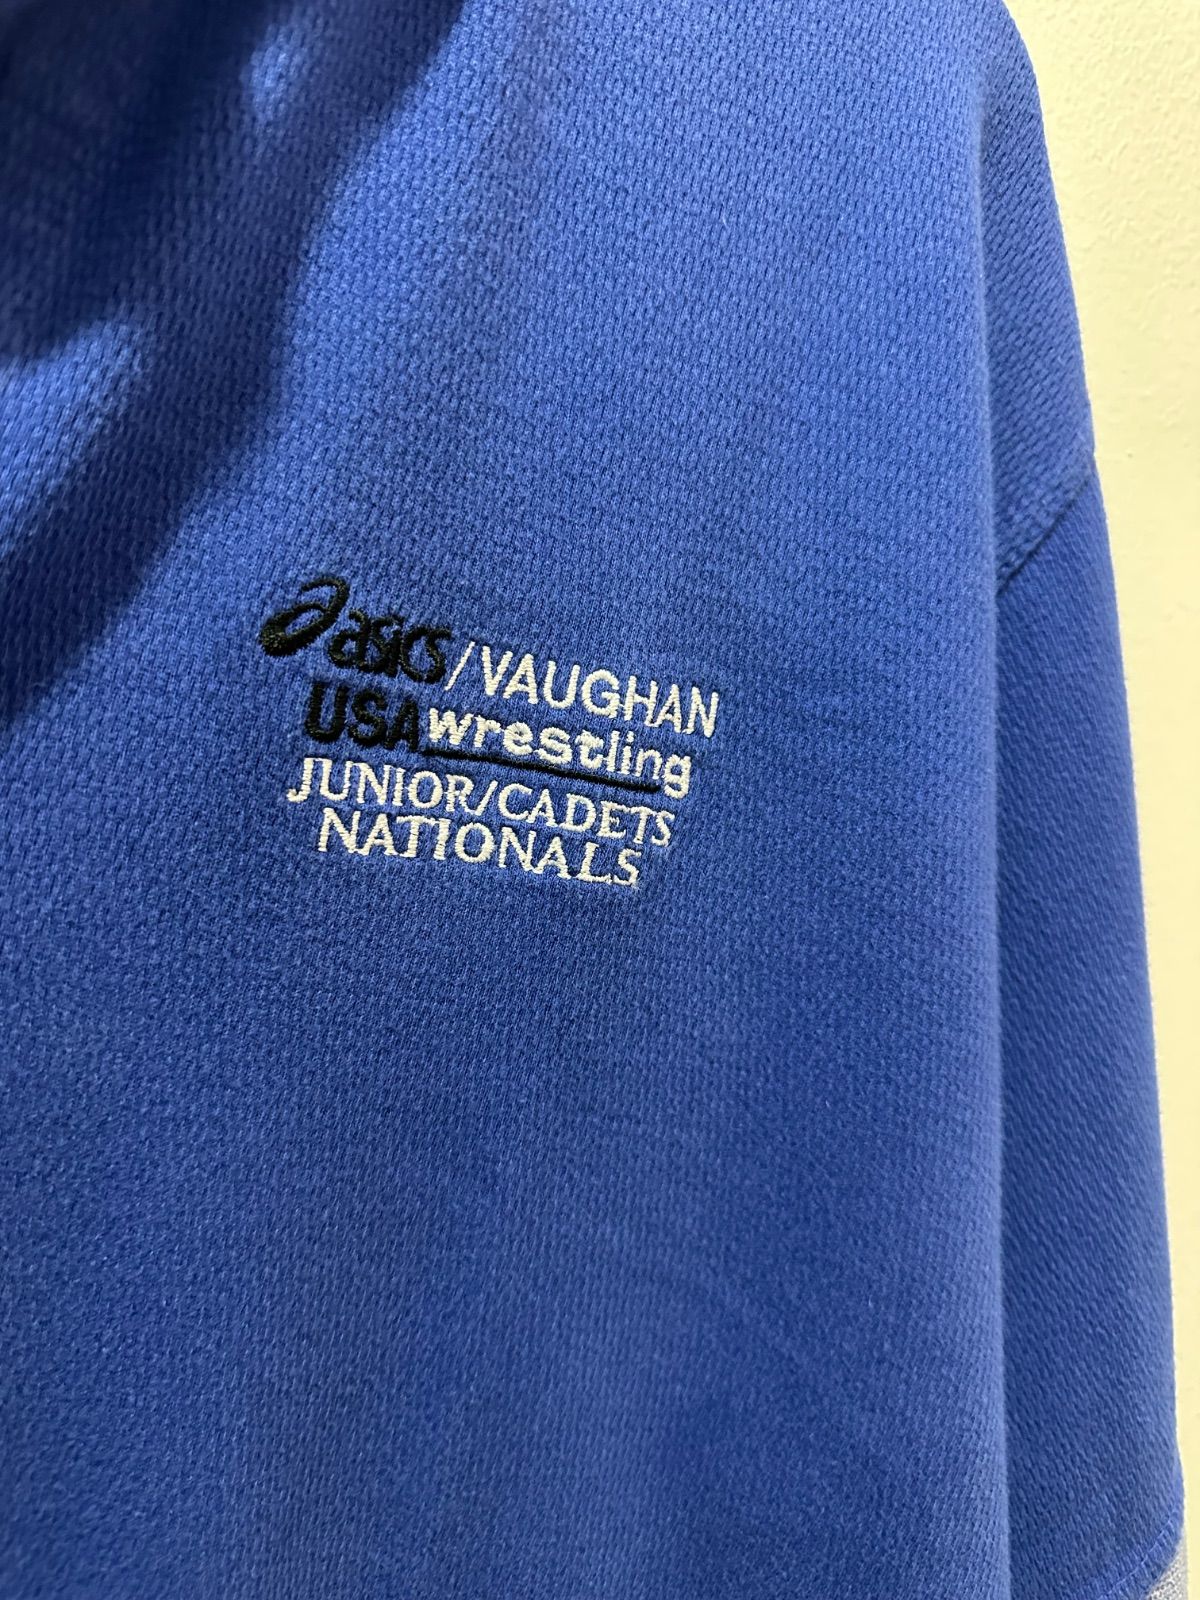 asics/VAUGHAN
USAwrestling
JUNIOR/CADETS
NATIONALS